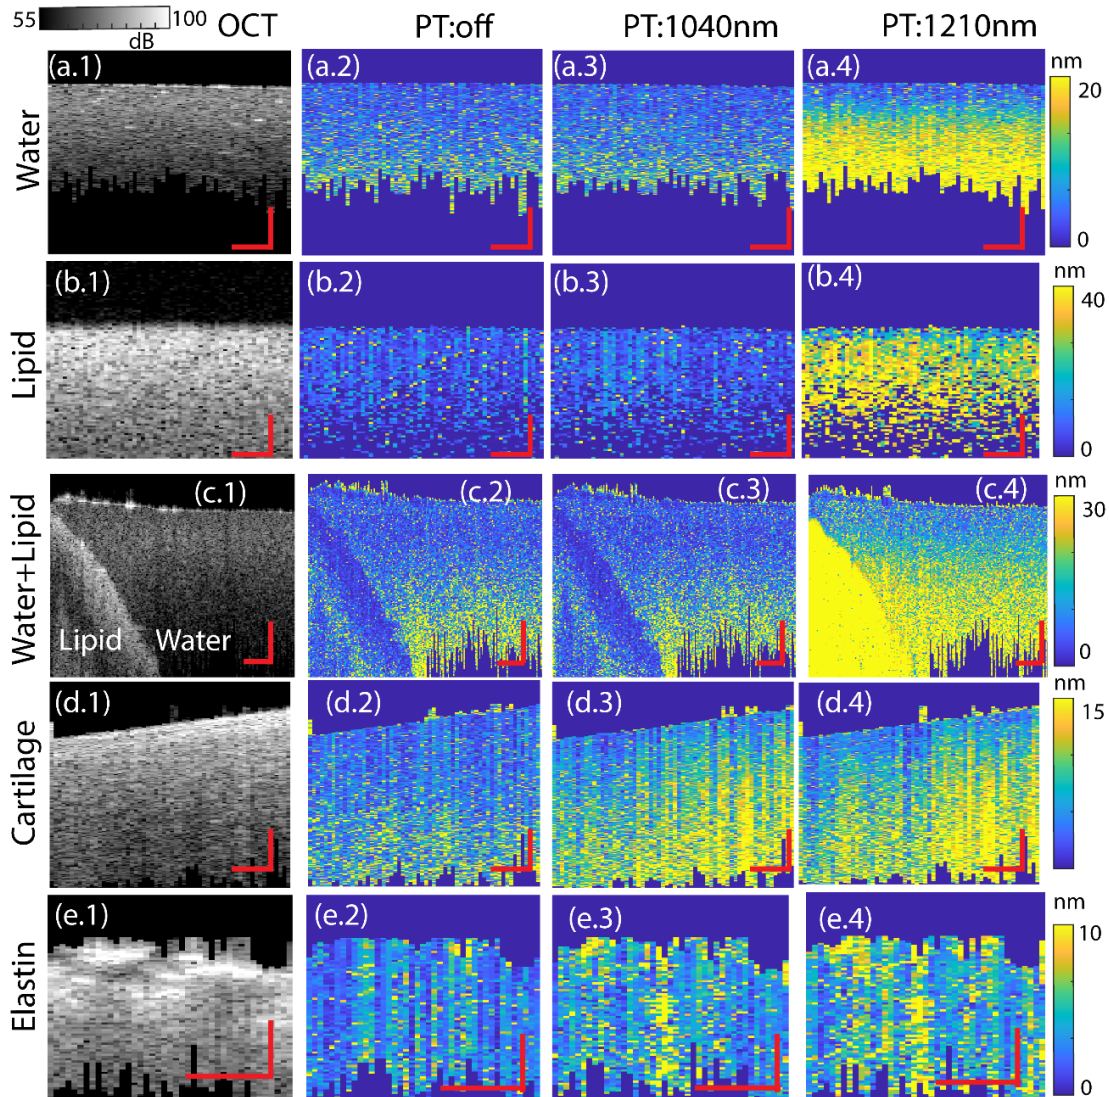 55 100 OCT PT:off PT:1040nm PT:1210nm
dB
nm
Water (a.1) (a.2) (a.3) (a.4) 20
0
nm
Lipid (b.1) (b.2) (b.3) (b.4) 40
0
nm
Water+Lipid (c.1) (c.2) (c.3) (c.4) 30
Lipid Water
0
nm
Cartilage (d.1) (d.2) (d.3) (d.4) 15
0
nm
Elastin (e.1) (e.2) (e.3) (e.4) 10
0